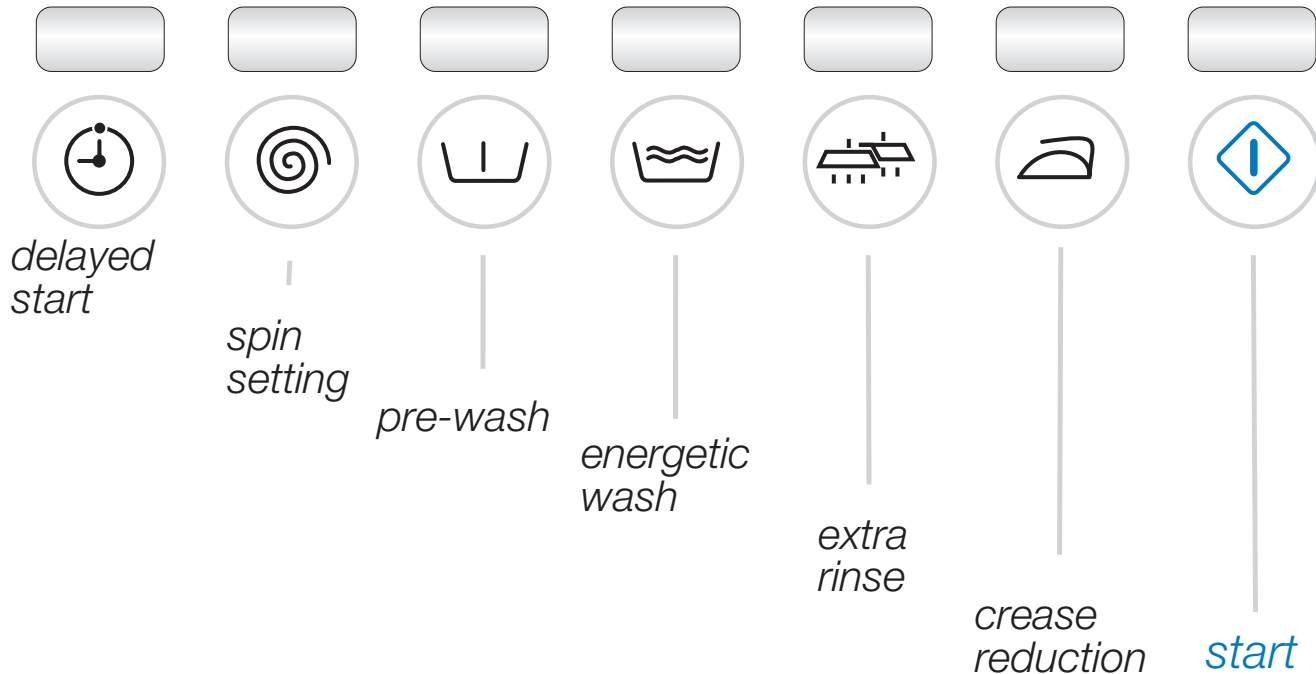 delayed
start
spin
setting
pre-wash
energetic
wash
extra
rinse
crease
reduction
start